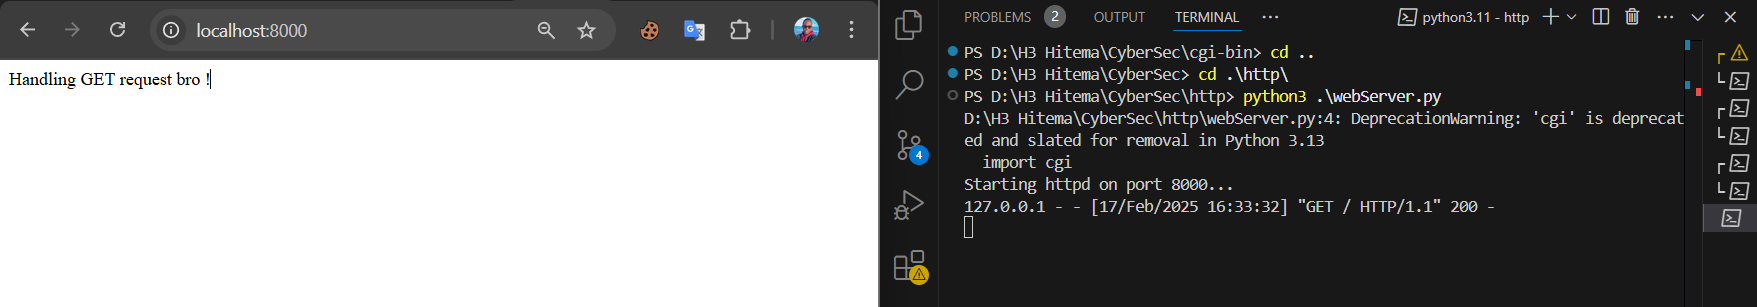 localhost:8000
Handling GET request bro !
PROBLEMS 2 OUTPUT TERMINAL ··· python3.11 - http
PS D:\H3 Hitema\CyberSec\cgi-bin> cd ..
PS D:\H3 Hitema\CyberSec> cd .\http\
PS D:\H3 Hitema\CyberSec\http> python3 .\webServer.py
D:\H3 Hitema\CyberSec\http\webServer.py:4: DeprecationWarning: 'cgi' is deprecat
ed and slated for removal in Python 3.13
  import cgi
Starting httpd on port 8000...
127.0.0.1 - - [17/Feb/2025 16:33:32] "GET / HTTP/1.1" 200 -
4